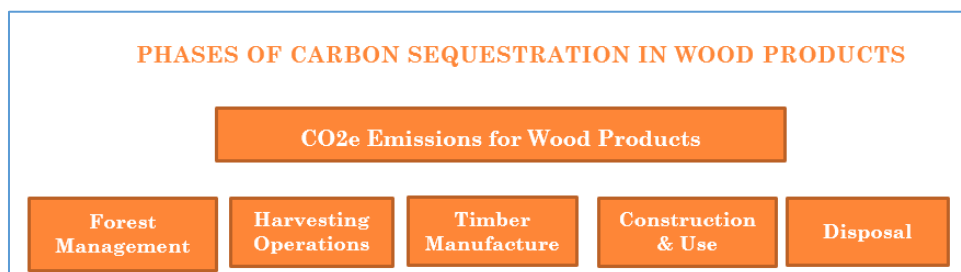 PHASES OF CARBON SEQUESTRATION IN WOOD PRODUCTS
CO2e Emissions for Wood Products
Forest
Management
Harvesting
Operations
Timber
Manufacture
Construction
& Use
Disposal